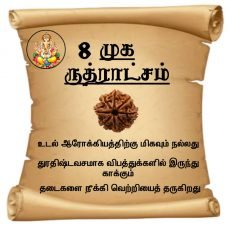 8 முக
ருத்ராட்சம்
உடல் ஆரோக்கியத்திற்கு மிகவும் நல்லது
துரதிஷ்டவசமாக விபத்துக்களில் இருந்து
காக்கும்
தடைகளை நீக்கி வெற்றியைத் தருகிறது